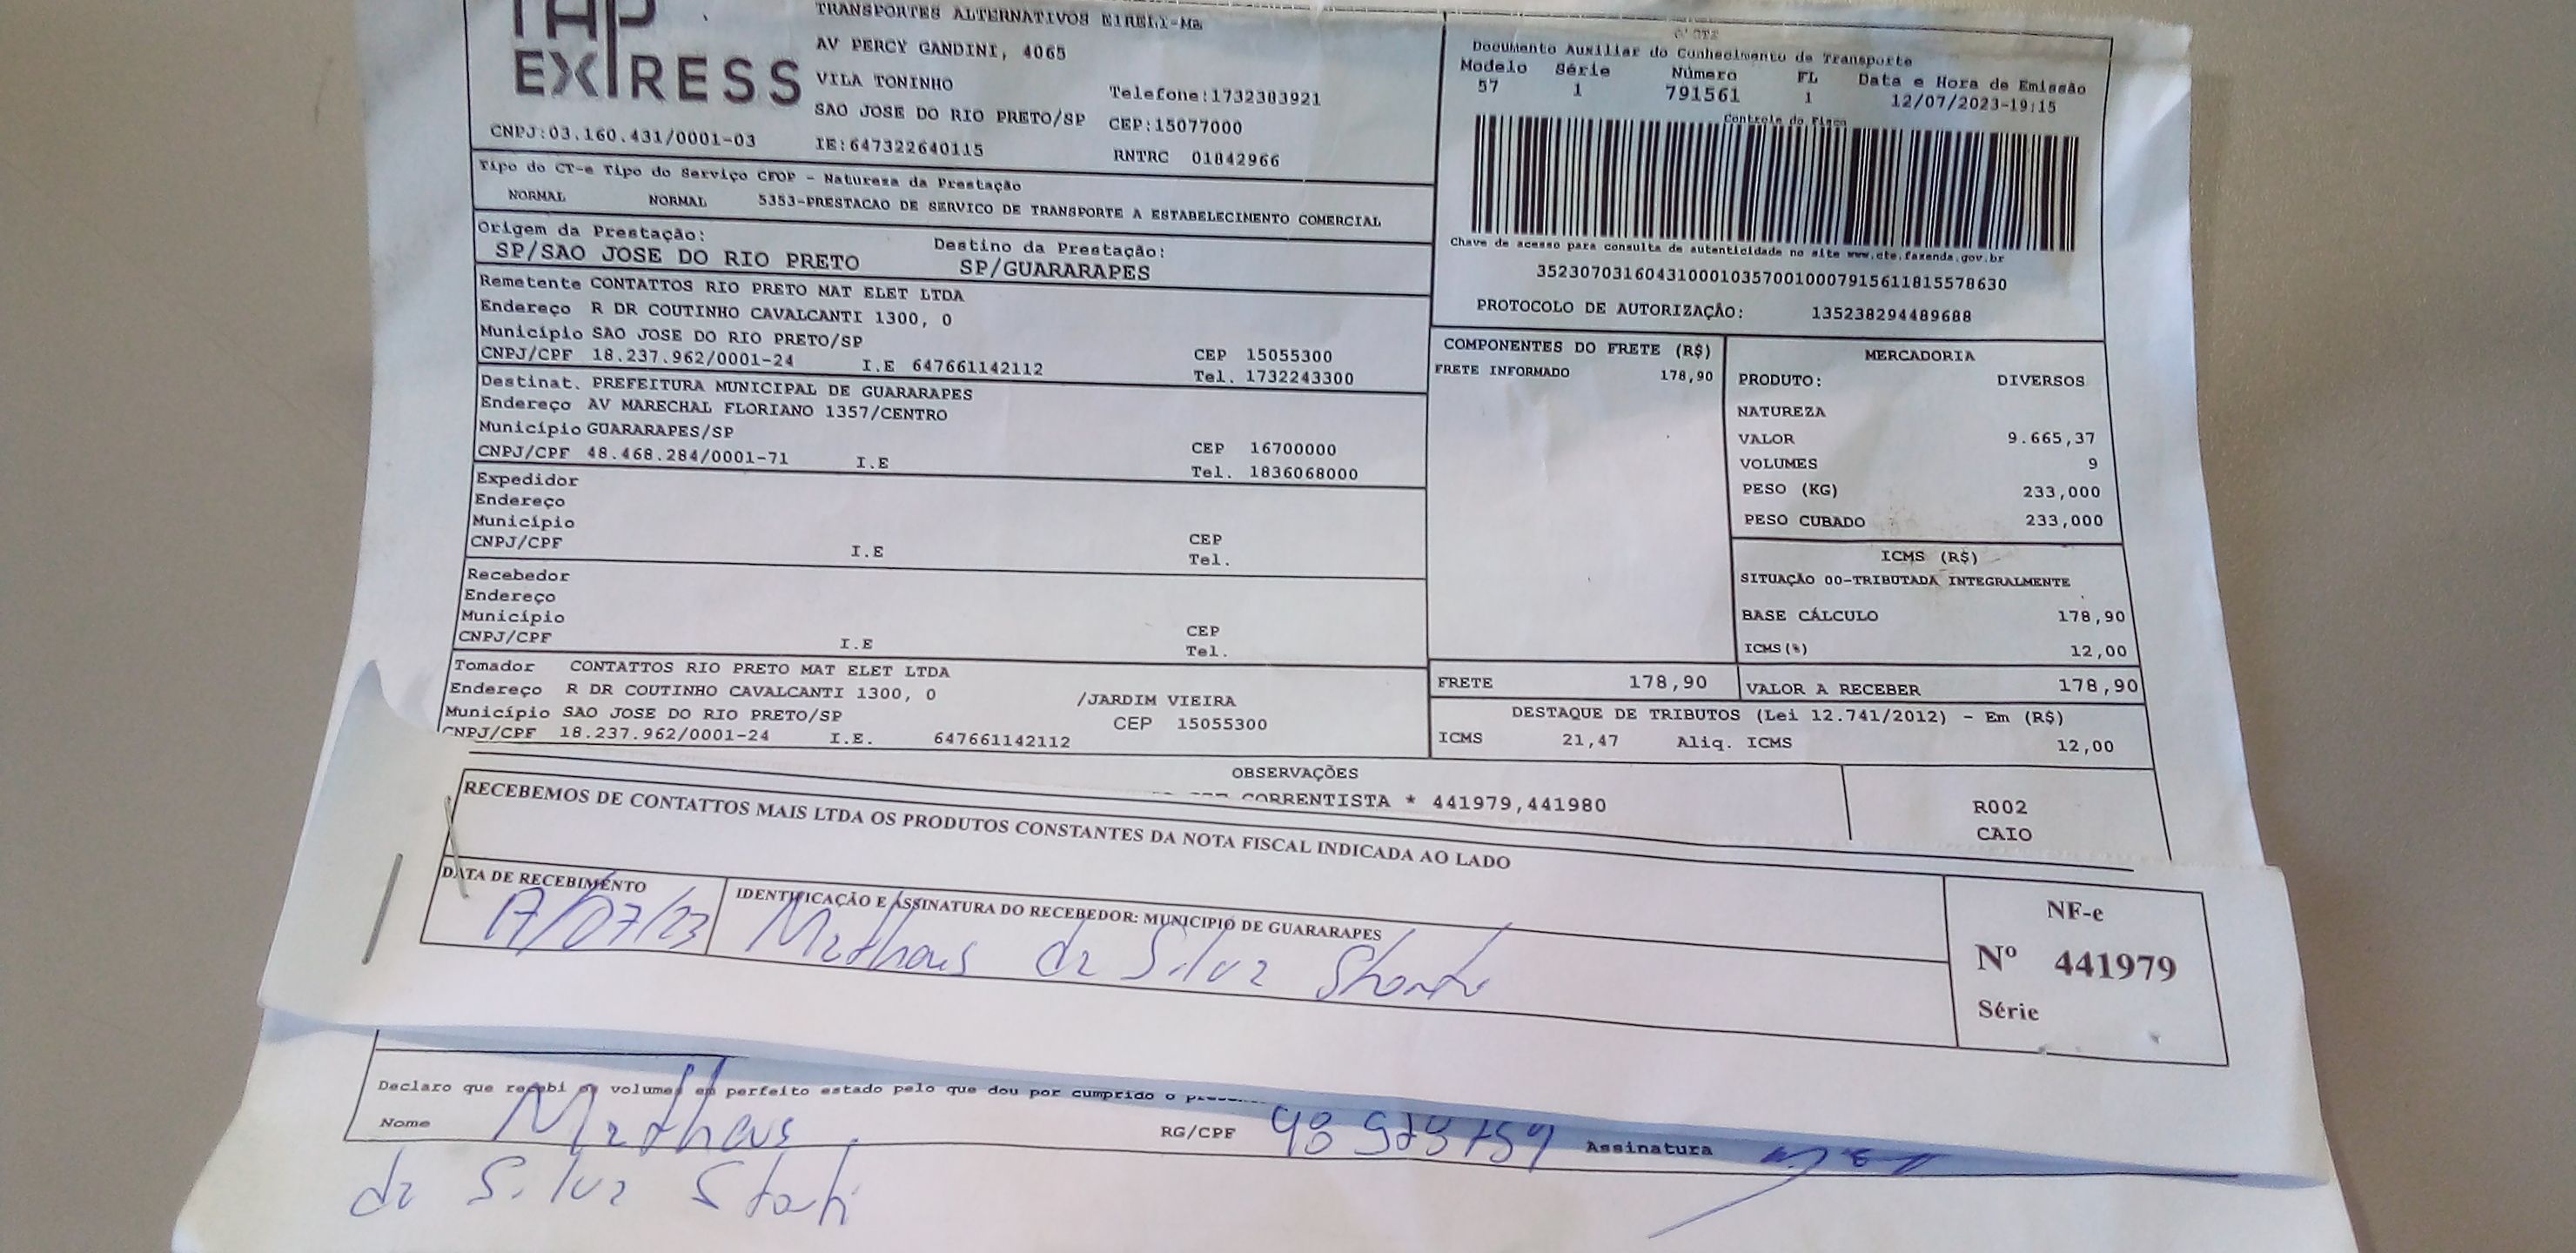 TAP
EXPRESS
CNPJ:03.160.431/0001-03
TRANSPORTES ALTERNATIVOS EIRELI-ME
AV PERCY GANDINI, 4065
VILA TONINHO
Telefone:1732383921
SAO JOSE DO RIO PRETO/SP CEP:15077000
IE:647322640115 RNTRC 01842966
Documento Auxiliar do Conhecimento de Transporte
Modelo Série Número FL Data e Hora de Emissão
57 1 791561 1 12/07/2023-19:15
Controle do Fisco
Chave de acesso para consulta de autenticidade no site www.cte.fazenda.gov.br
35230703160431000103570010007915611815578630
PROTOCOLO DE AUTORIZAÇÃO: 135238294489688
Tipo do CT-e Tipo do Serviço CFOP - Natureza da Prestação
NORMAL NORMAL 5353-PRESTACAO DE SERVICO DE TRANSPORTE A ESTABELECIMENTO COMERCIAL
Origem da Prestação: Destino da Prestação:
SP/SAO JOSE DO RIO PRETO SP/GUARARAPES
Remetente CONTATTOS RIO PRETO MAT ELET LTDA
Endereço R DR COUTINHO CAVALCANTI 1300, 0
Município SAO JOSE DO RIO PRETO/SP CEP 15055300
CNPJ/CPF 18.237.962/0001-24 I.E 647661142112 Tel. 1732243300
Destinat. PREFEITURA MUNICIPAL DE GUARARAPES
Endereço AV MARECHAL FLORIANO 1357/CENTRO
Município GUARARAPES/SP CEP 16700000
CNPJ/CPF 48.468.284/0001-71 I.E Tel. 1836068000
Expedidor
Endereço
Município CEP
CNPJ/CPF I.E Tel.
Recebedor
Endereço
Município CEP
CNPJ/CPF I.E Tel.
Tomador CONTATTOS RIO PRETO MAT ELET LTDA
Endereço R DR COUTINHO CAVALCANTI 1300, 0 /JARDIM VIEIRA
Município SAO JOSE DO RIO PRETO/SP CEP 15055300
CNPJ/CPF 18.237.962/0001-24 I.E. 647661142112
COMPONENTES DO FRETE (R$)
FRETE INFORMADO 178,90
MERCADORIA
PRODUTO: DIVERSOS
NATUREZA
VALOR 9.665,37
VOLUMES 9
PESO (KG) 233,000
PESO CUBADO 233,000
ICMS (R$)
SITUAÇÃO 00-TRIBUTADA INTEGRALMENTE
BASE CÁLCULO 178,90
ICMS(%) 12,00
FRETE 178,90 VALOR A RECEBER 178,90
DESTAQUE DE TRIBUTOS (Lei 12.741/2012) - Em (R$)
ICMS 21,47 Aliq. ICMS 12,00
OBSERVAÇÕES
CORRENTISTA * 441979,441980
R002
CAIO
RECEBEMOS DE CONTATTOS MAIS LTDA OS PRODUTOS CONSTANTES DA NOTA FISCAL INDICADA AO LADO
DATA DE RECEBIMENTO IDENTIFICAÇÃO E ASSINATURA DO RECEBEDOR: MUNICIPIO DE GUARARAPES
17/07/23 Matheus da Silva
NF-e
Nº 441979
Série
Declaro que recebi os volumes em perfeito estado pelo que dou por cumprido o
Nome Matheus RG/CPF Assinatura
da Silva